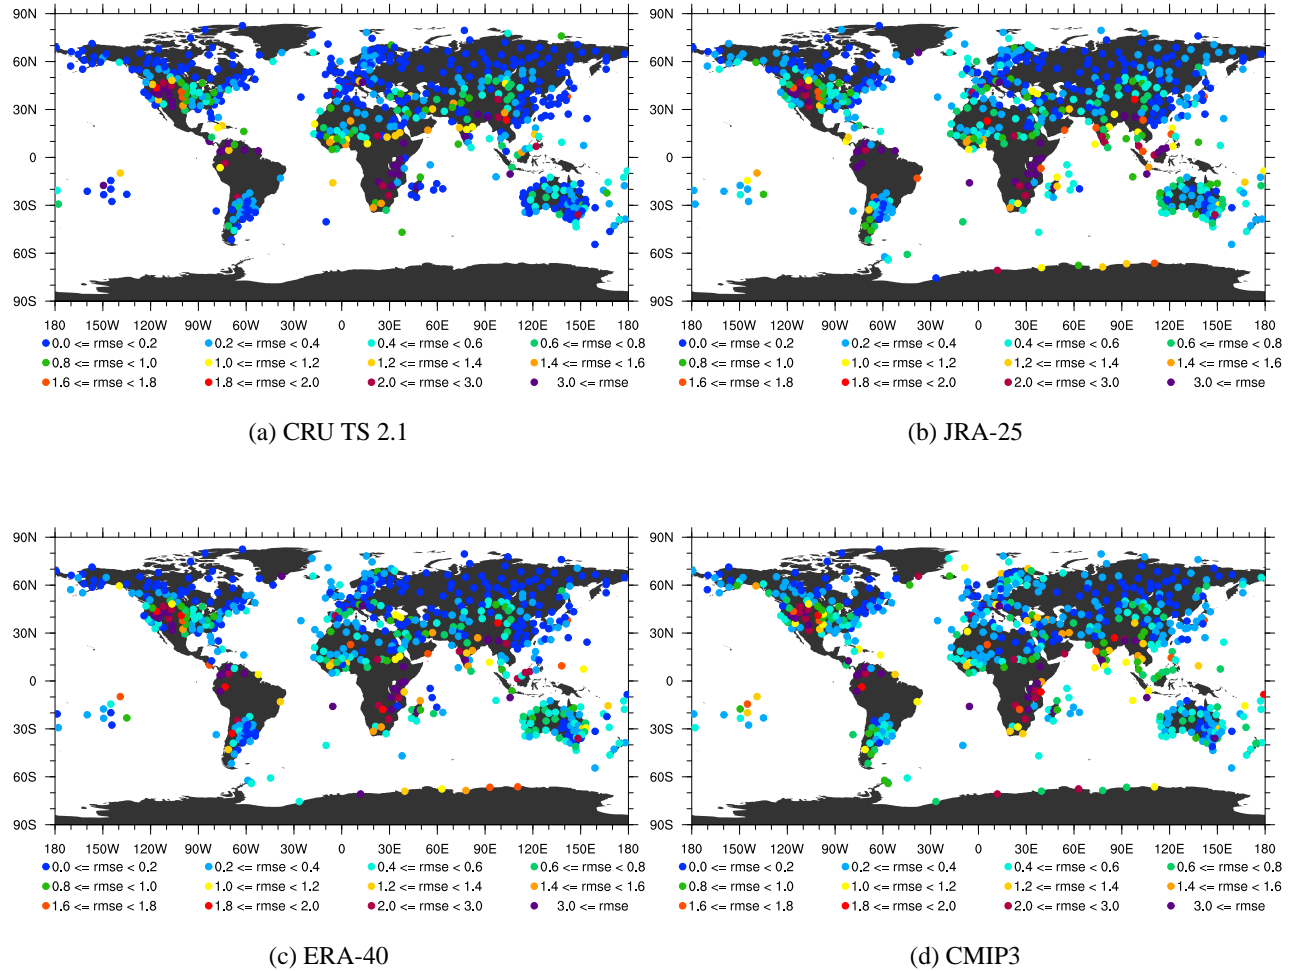 90N
60N
30N
0
30S
60S
90S
180 150W 120W 90W 60W 30W 0 30E 60E 90E 120E 150E 180
0.0 <= rmse < 0.2 0.2 <= rmse < 0.4 0.4 <= rmse < 0.6 0.6 <= rmse < 0.8
0.8 <= rmse < 1.0 1.0 <= rmse < 1.2 1.2 <= rmse < 1.4 1.4 <= rmse < 1.6
1.6 <= rmse < 1.8 1.8 <= rmse < 2.0 2.0 <= rmse < 3.0 3.0 <= rmse
(a) CRU TS 2.1
90N
60N
30N
0
30S
60S
90S
180 150W 120W 90W 60W 30W 0 30E 60E 90E 120E 150E 180
0.0 <= rmse < 0.2 0.2 <= rmse < 0.4 0.4 <= rmse < 0.6 0.6 <= rmse < 0.8
0.8 <= rmse < 1.0 1.0 <= rmse < 1.2 1.2 <= rmse < 1.4 1.4 <= rmse < 1.6
1.6 <= rmse < 1.8 1.8 <= rmse < 2.0 2.0 <= rmse < 3.0 3.0 <= rmse
(b) JRA-25
90N
60N
30N
0
30S
60S
90S
180 150W 120W 90W 60W 30W 0 30E 60E 90E 120E 150E 180
0.0 <= rmse < 0.2 0.2 <= rmse < 0.4 0.4 <= rmse < 0.6 0.6 <= rmse < 0.8
0.8 <= rmse < 1.0 1.0 <= rmse < 1.2 1.2 <= rmse < 1.4 1.4 <= rmse < 1.6
1.6 <= rmse < 1.8 1.8 <= rmse < 2.0 2.0 <= rmse < 3.0 3.0 <= rmse
(c) ERA-40
90N
60N
30N
0
30S
60S
90S
180 150W 120W 90W 60W 30W 0 30E 60E 90E 120E 150E 180
0.0 <= rmse < 0.2 0.2 <= rmse < 0.4 0.4 <= rmse < 0.6 0.6 <= rmse < 0.8
0.8 <= rmse < 1.0 1.0 <= rmse < 1.2 1.2 <= rmse < 1.4 1.4 <= rmse < 1.6
1.6 <= rmse < 1.8 1.8 <= rmse < 2.0 2.0 <= rmse < 3.0 3.0 <= rmse
(d) CMIP3